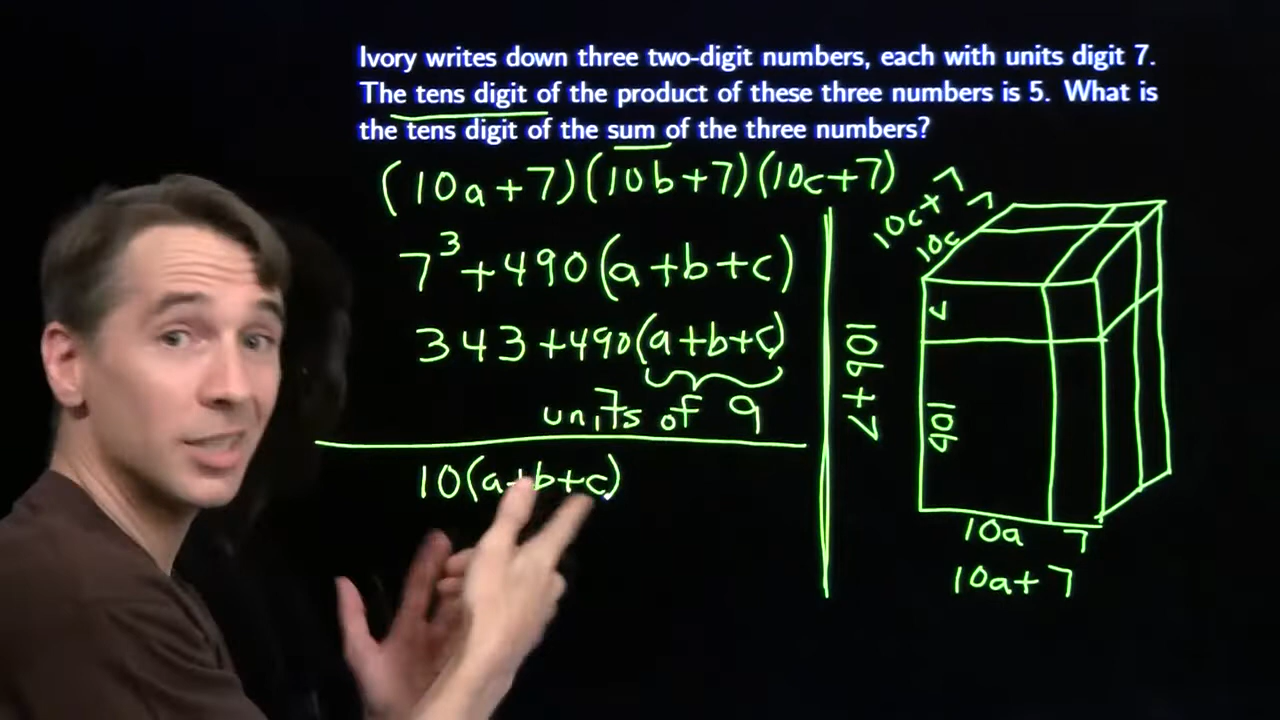 Ivory writes down three two-digit numbers, each with units digit 7.
The tens digit of the product of these three numbers is 5. What is
the tens digit of the sum of the three numbers?
(10a+7)(10b+7)(10c+7)
7³+490(a+b+c)
343+490(a+b+c)
units of 9
10(a+b+c)
10c+7
7
10c
7
10b+7
10b
10a 7
10a+7